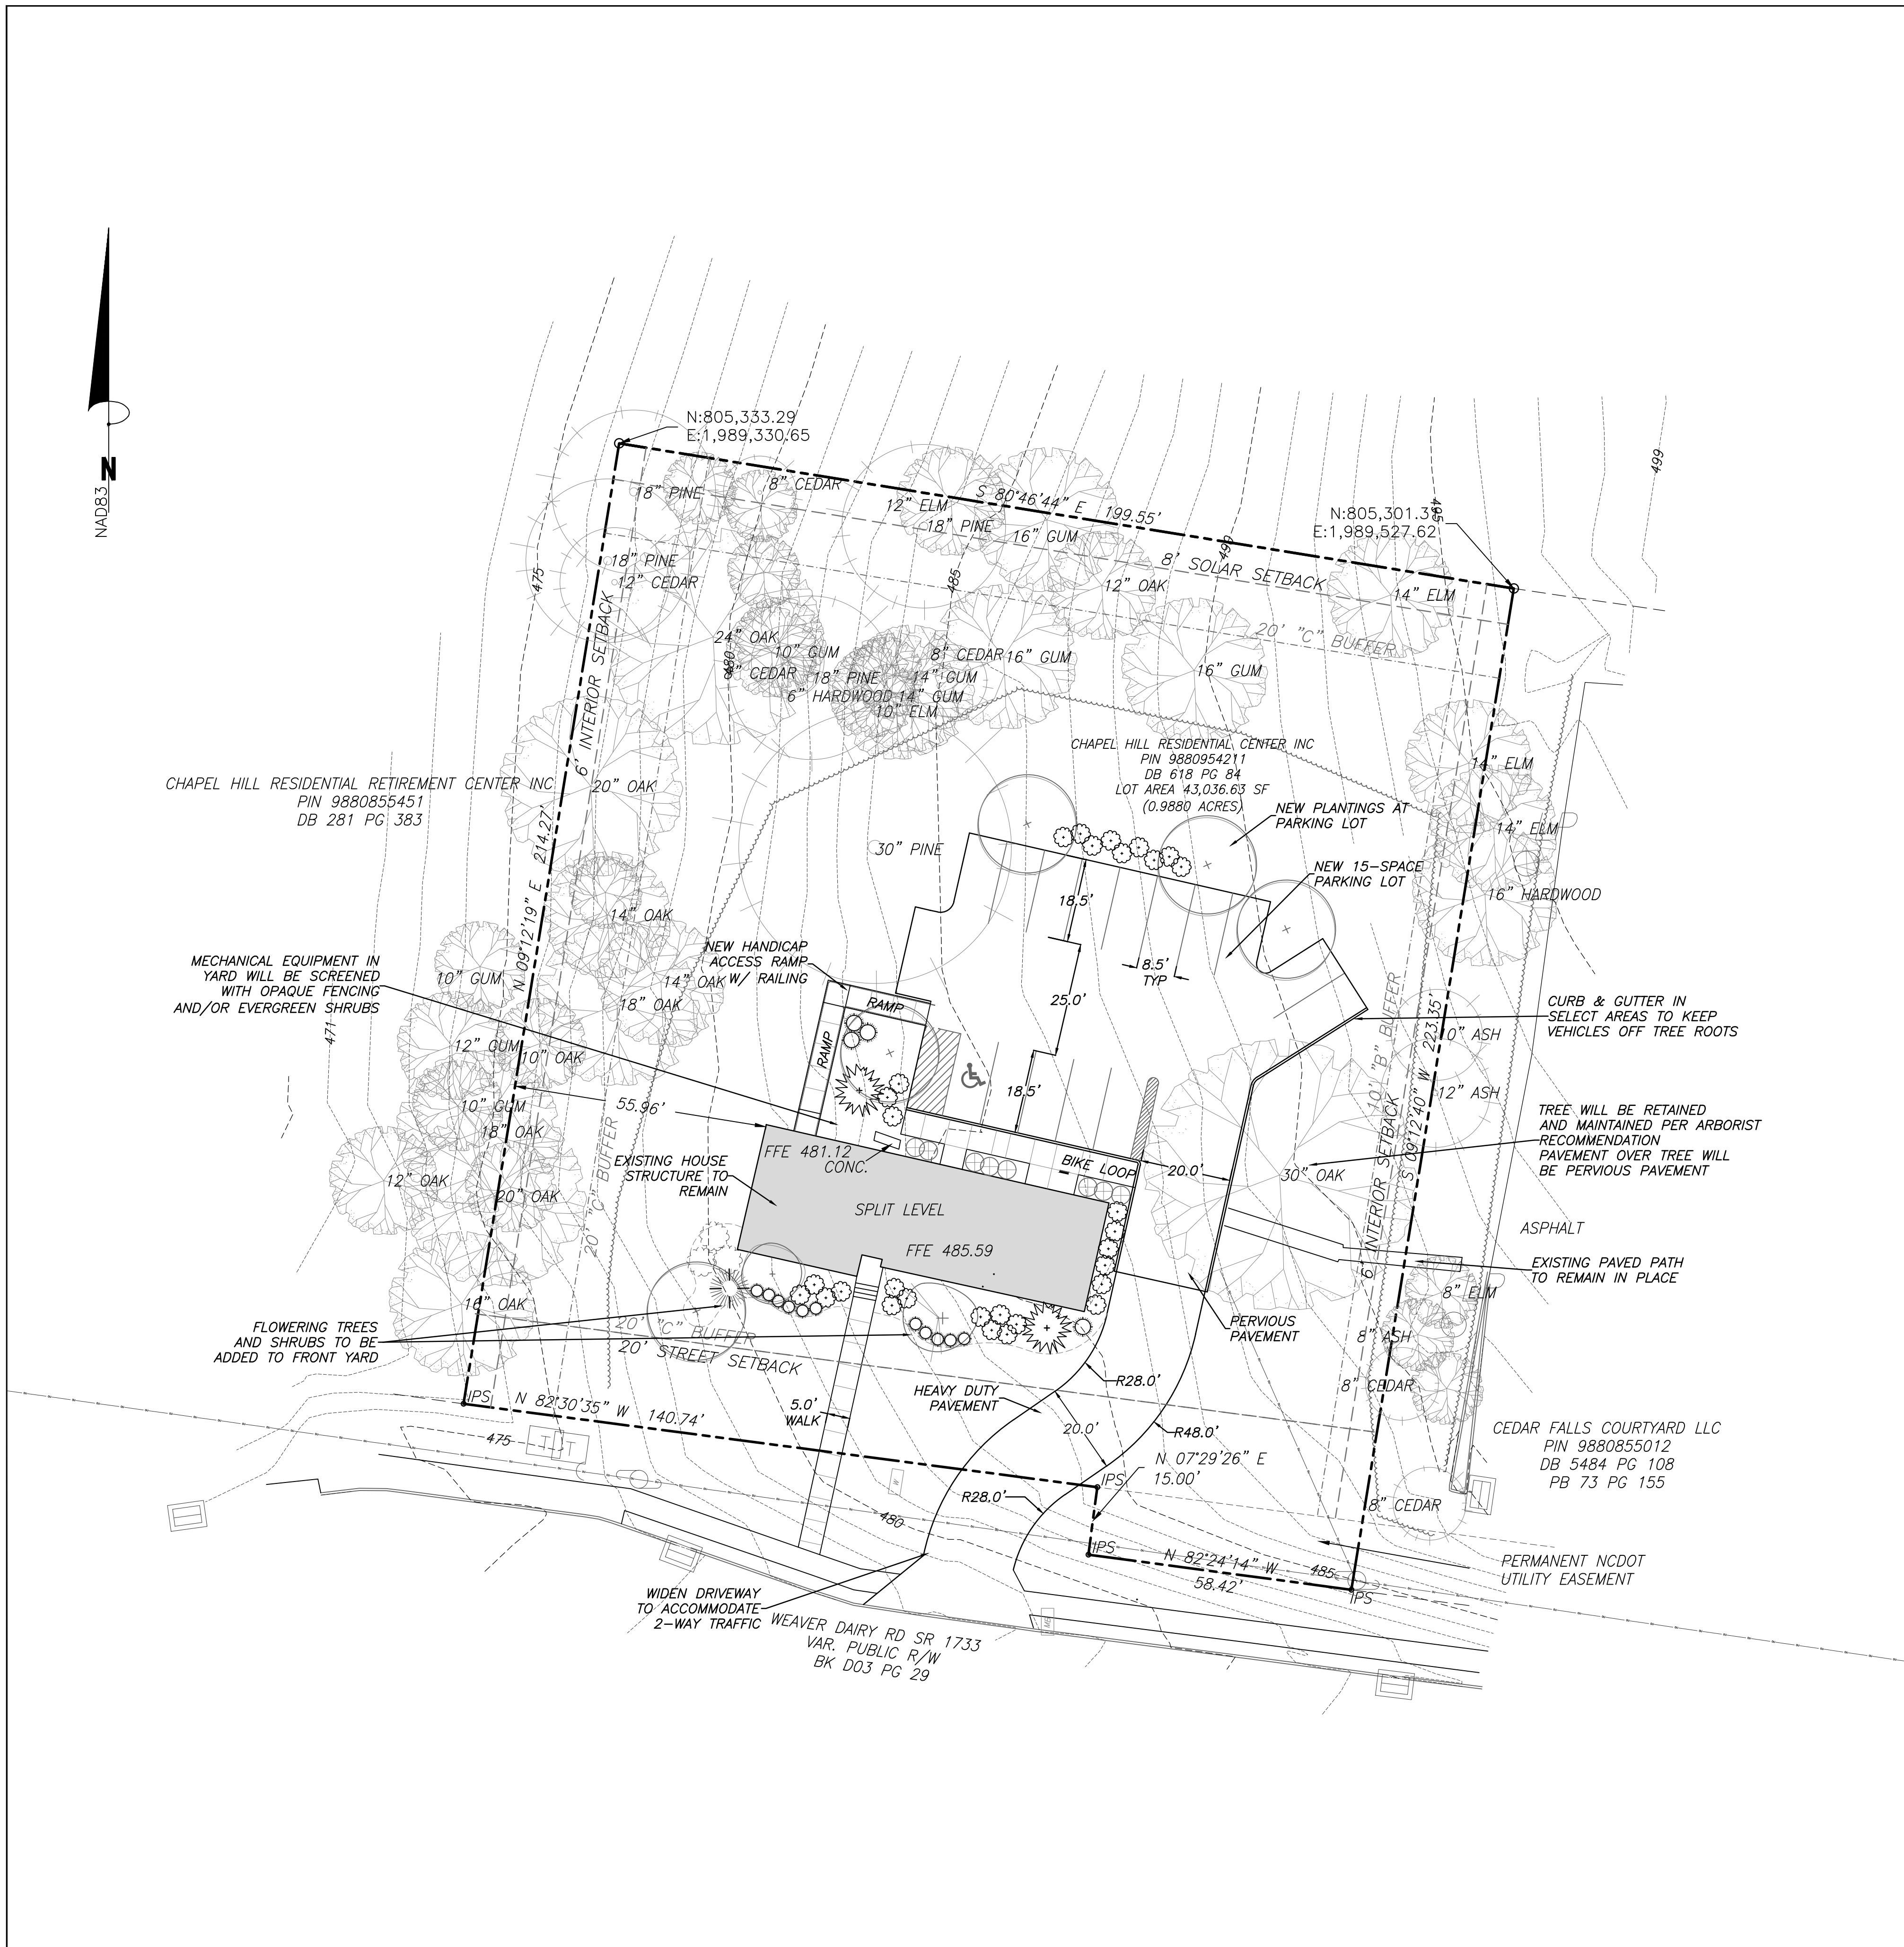 N
NAD83
N:805,333.29
E:1,989,330.65
S 80°46'44" E 199.55'
N:805,301.3
E:1,989,527.62
495
499
18" PINE
8" CEDAR
12" ELM
18" PINE
16" GUM
8' SOLAR SETBACK
490
14" ELM
18" PINE
12" CEDAR
475
485
12" OAK
20' "C" BUFFER
6' INTERIOR SETBACK
24" OAK
10" GUM
480
CEDAR
8" CEDAR
16" GUM
18" PINE
14" GUM
6" HARDWOOD
14" GUM
10" ELM
16" GUM
CHAPEL HILL RESIDENTIAL RETIREMENT CENTER INC
PIN 9880855451
DB 281 PG 383
20" OAK
CHAPEL HILL RESIDENTIAL CENTER INC
PIN 9880954211
DB 618 PG 84
LOT AREA 43,036.63 SF
(0.9880 ACRES)
14" ELM
14" ELM
16" HARDWOOD
NEW PLANTINGS AT
PARKING LOT
NEW 15-SPACE
PARKING LOT
30" PINE
N 09°12'19" E 214.27'
14" OAK
18.5'
8.5'
TYP
25.0'
NEW HANDICAP
ACCESS RAMP
W/ RAILING
MECHANICAL EQUIPMENT IN
YARD WILL BE SCREENED
WITH OPAQUE FENCING
AND/OR EVERGREEN SHRUBS
10" GUM
14" OAK
18" OAK
RAMP
RAMP
471
12" GUM
10" OAK
10" "B" BUFFER
S 09°12'40" W 223.35'
10" ASH
12" ASH
CURB & GUTTER IN
SELECT AREAS TO KEEP
VEHICLES OFF TREE ROOTS
18.5'
55.96'
10" GUM
18" OAK
12" OAK
20" OAK
20' "C" BUFFER
TREE WILL BE RETAINED
AND MAINTAINED PER ARBORIST
RECOMMENDATION
PAVEMENT OVER TREE WILL
BE PERVIOUS PAVEMENT
FFE 481.12
CONC.
EXISTING HOUSE
STRUCTURE TO
REMAIN
BIKE LOOP
20.0'
30" OAK
6' INTERIOR SETBACK
SPLIT LEVEL
FFE 485.59
ASPHALT
EXISTING PAVED PATH
TO REMAIN IN PLACE
8" ELM
16" OAK
FLOWERING TREES
AND SHRUBS TO BE
ADDED TO FRONT YARD
20' "C" BUFFER
20' STREET SETBACK
PERVIOUS
PAVEMENT
8" ASH
8" CEDAR
R28.0'
HEAVY DUTY
PAVEMENT
IPS
N 82°30'35" W 140.74'
5.0'
WALK
20.0'
R48.0'
475
N 07°29'26" E
15.00'
IPS
R28.0'
CEDAR FALLS COURTYARD LLC
PIN 9880855012
DB 5484 PG 108
PB 73 PG 155
8" CEDAR
480
IPS
N 82°24'14" W
58.42'
485
IPS
PERMANENT NCDOT
UTILITY EASEMENT
WIDEN DRIVEWAY
TO ACCOMMODATE
2-WAY TRAFFIC
WEAVER DAIRY RD SR 1733
VAR. PUBLIC R/W
BK D03 PG 29